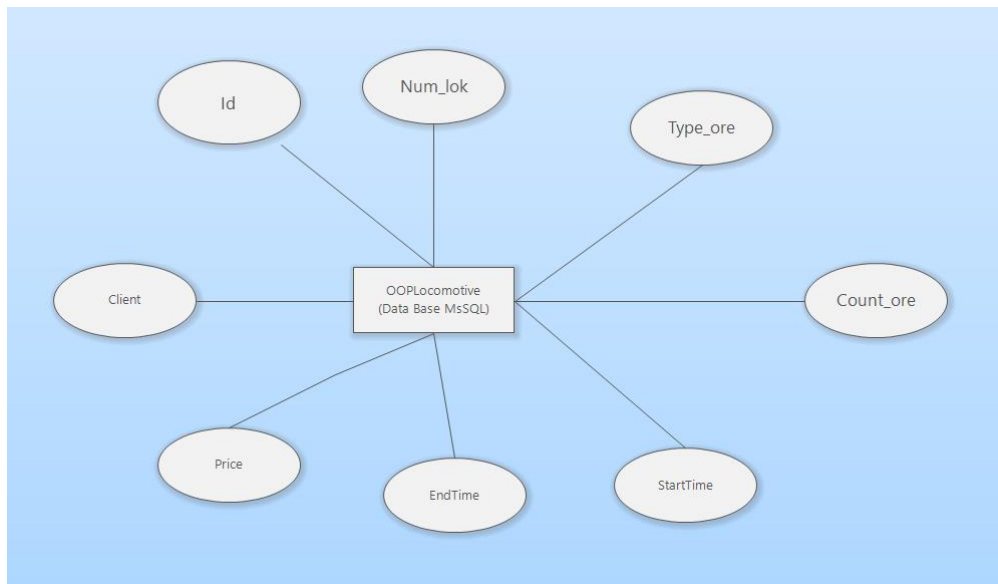 Id
Num_lok
Type_ore
Client
OOPLocomotive
(Data Base MsSQL)
Count_ore
Price
EndTime
StartTime